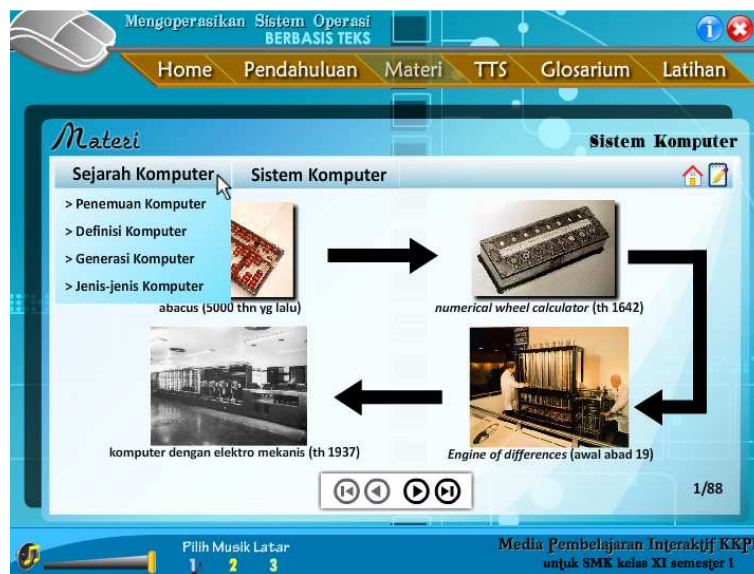 Mengoperasikan Sistem Operasi
BERBASIS TEKS
Home Pendahuluan Materi TTS Glosarium Latihan
Materi
Sistem Komputer
Sejarah Komputer Sistem Komputer
> Penemuan Komputer
> Definisi Komputer
> Generasi Komputer
> Jenis-jenis Komputer
abacus (5000 thn yg lalu)
numerical wheel calculator (th 1642)
komputer dengan elektro mekanis (th 1937)
Engine of differences (awal abad 19)
1/88
Pilih Musik Latar
1 2 3
Media Pembelajaran Interaktif KKPI
untuk SMK kelas XI semester 1